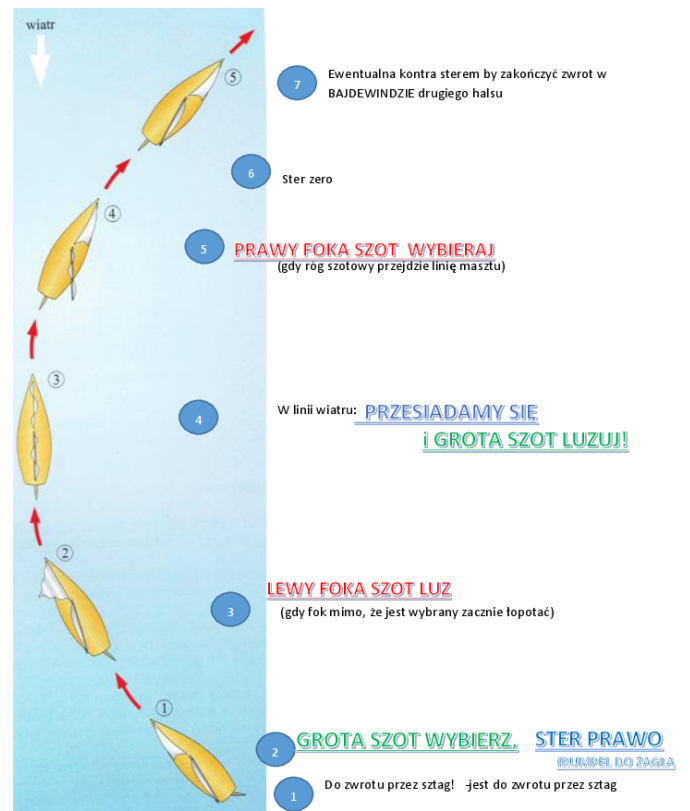 wiatr
5
7
Ewentualna kontra sterem by zakończyć zwrot w
BAJDEWINDZIE drugiego halsu
6
Ster zero
4
5
PRAWY FOKA SZOT WYBIERAJ
(gdy róg szotowy przejdzie linię masztu)
3
4
W linii wiatru: PRZESIADAMY SIĘ
i GROTA SZOT LUZUJ!
2
3
LEWY FOKA SZOT LUZ
(gdy fok mimo, że jest wybrany zacznie łopotać)
1
2
GROTA SZOT WYBIERZ, STER PRAWO
(RUMPEL DO ŻAGLA
1
Do zwrotu przez sztag! -jest do zwrotu przez sztag